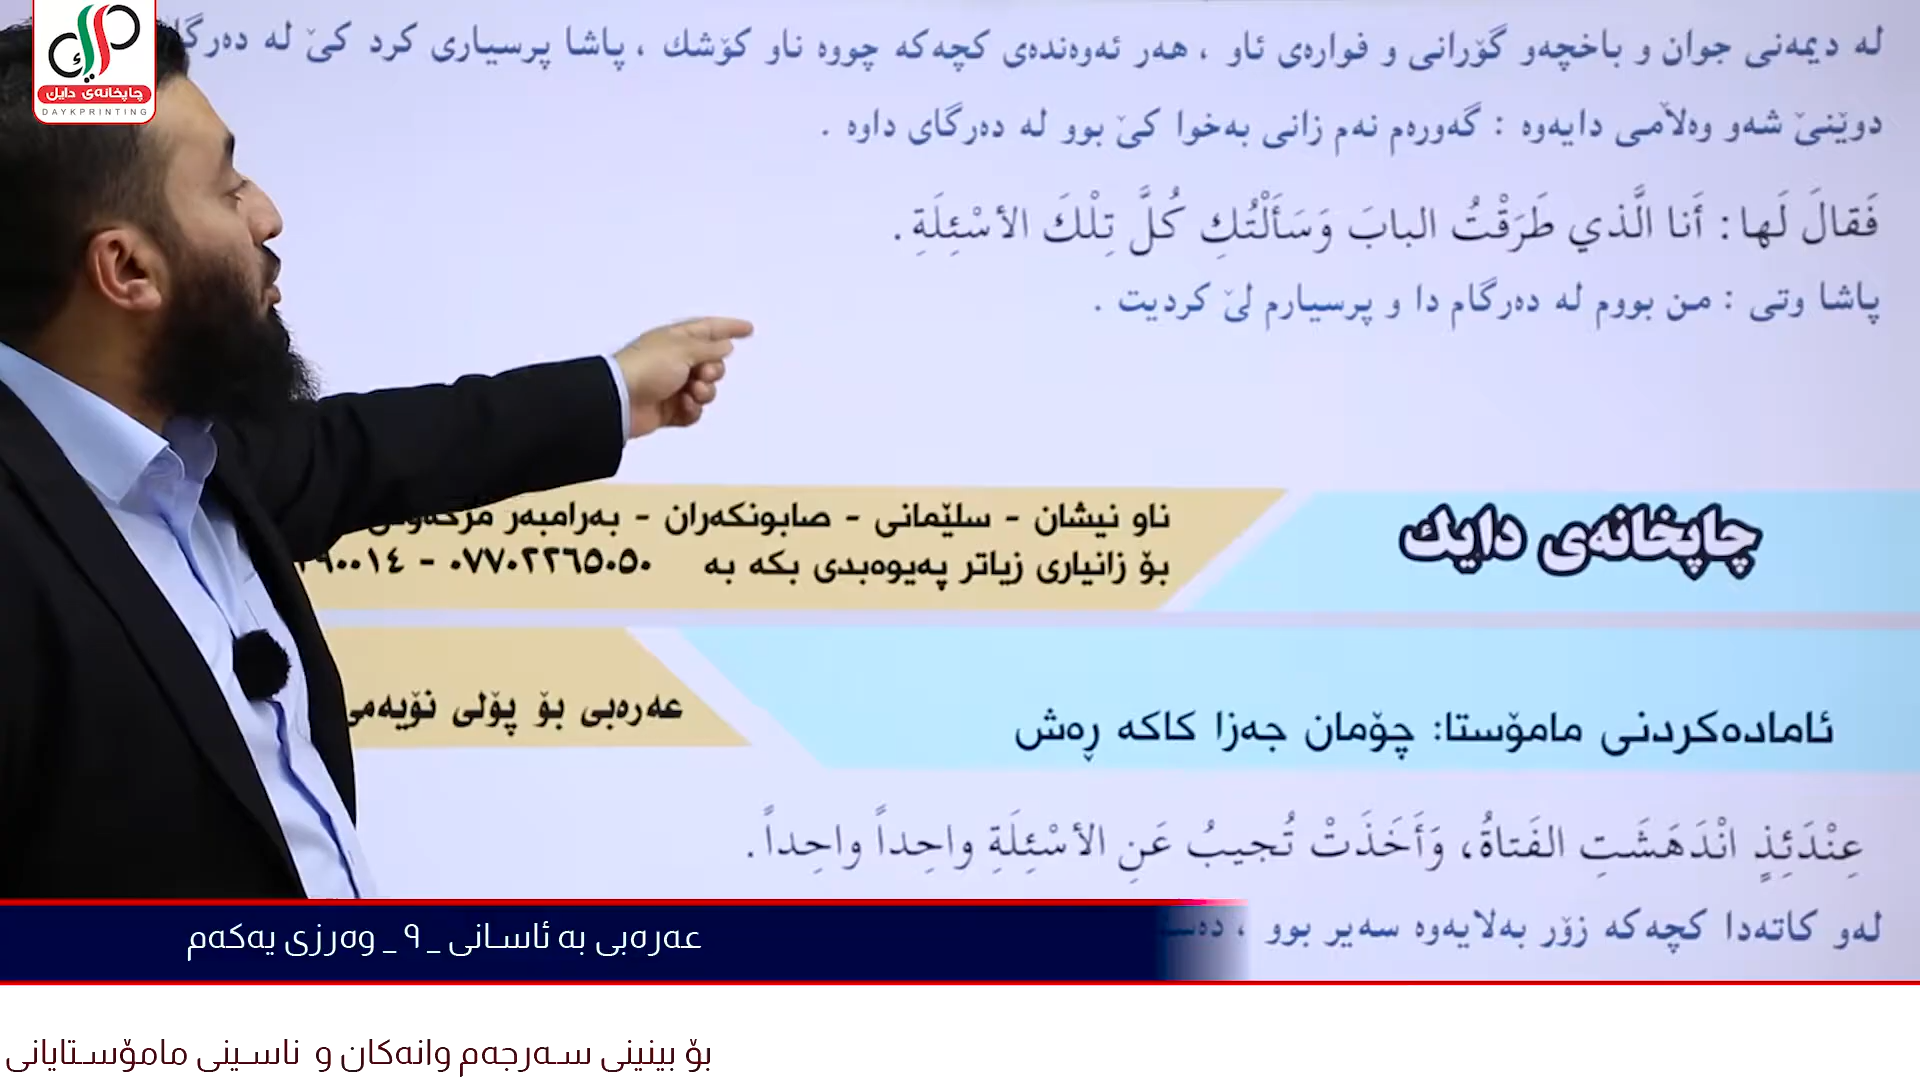 چاپخانەی دایك
DAYKPRINTING
لە دیمەنی جوان و باخچەو گۆرانی و فوارەی ئاو ، هەر ئەوەندەی کچەکە چووە ناو کۆشك ، پاشا پرسیاری کرد کێ لە
دوێنێ شەو وەڵامی دایەوە : گەورەم نەم زانی بەخوا کێ بوو لە دەرگای داوە .
فَقالَ لَها: أَنا الَّذي طَرَقْتُ البابَ وَسَأَلْتُكِ كُلَّ تِلْكَ الأسْئِلَةِ.
پاشا وتی : من بووم لە دەرگام دا و پرسیارم لێ کردیت .
چاپخانەی دایك
ناو نیشان - سلێمانی - صابونکەران - بەرامبەر
بۆ زانیاری زیاتر پەیوەبدی بکە بە ٠٧٧٠٢٢٦٥٠٥٠ -
ئامادەکردنی مامۆستا: چۆمان جەزا کاکە ڕەش
عەرەبی بۆ پۆلی نۆیەمی
عِنْدَئِذٍ انْدَهَشَتِ الفَتاةُ، وَأَخَذَتْ تُجيبُ عَنِ الأسْئِلَةِ واحِداً واحِداً.
لەو کاتەدا کچەکە زۆر بەلایەوە سەیر بوو ،
عەرەبی بە ئاسانی _ ٩ _ وەرزی یەکەم
بۆ بینینی سەرجەم وانەکان و ناسینی مامۆستایانی